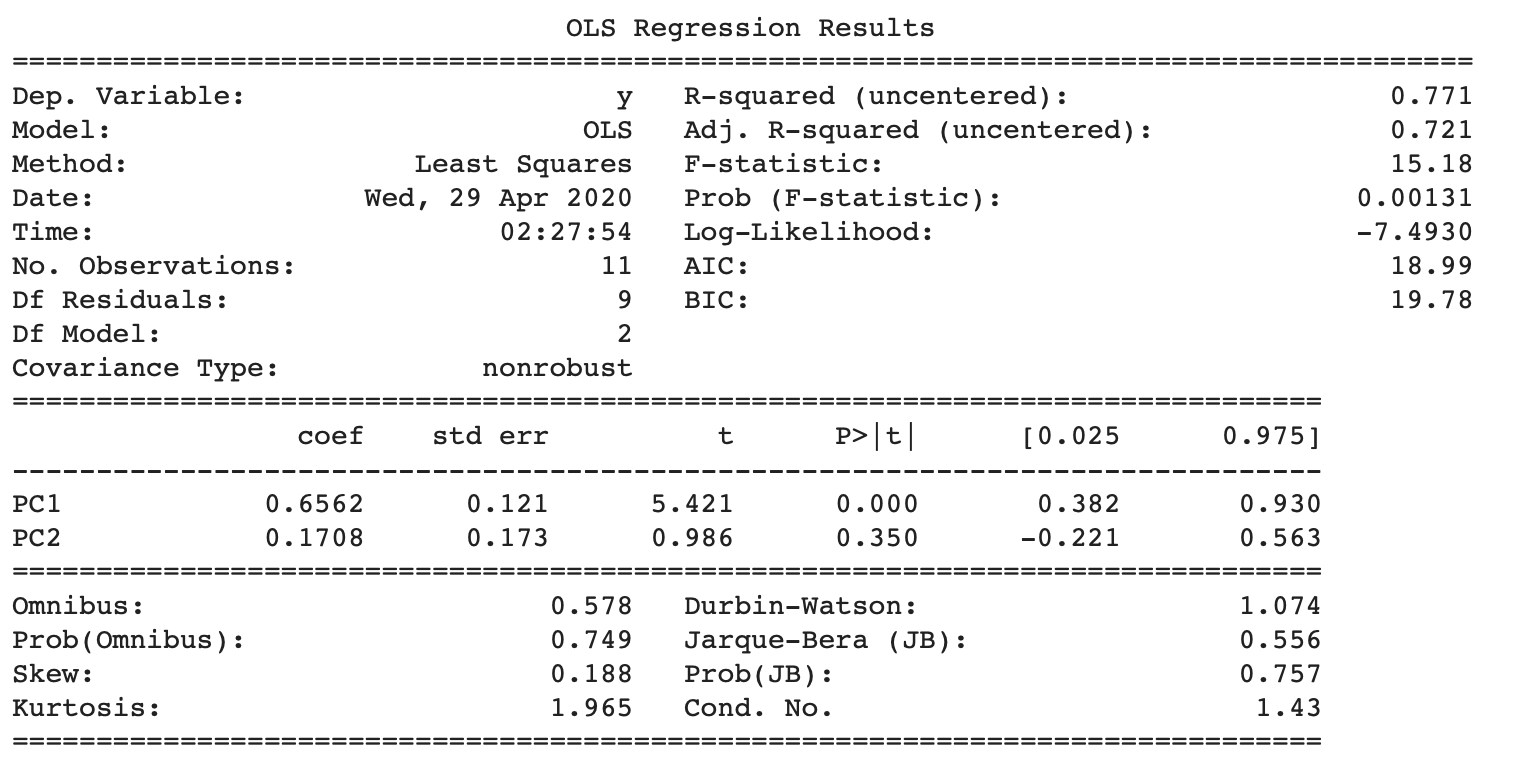 OLS Regression Results
==============================================================================
Dep. Variable: y R-squared (uncentered): 0.771
Model: OLS Adj. R-squared (uncentered): 0.721
Method: Least Squares F-statistic: 15.18
Date: Wed, 29 Apr 2020 Prob (F-statistic): 0.00131
Time: 02:27:54 Log-Likelihood: -7.4930
No. Observations: 11 AIC: 18.99
Df Residuals: 9 BIC: 19.78
Df Model: 2
Covariance Type: nonrobust
==============================================================================
coef std err t P>|t| [0.025 0.975]
------------------------------------------------------------------------------
PC1 0.6562 0.121 5.421 0.000 0.382 0.930
PC2 0.1708 0.173 0.986 0.350 -0.221 0.563
==============================================================================
Omnibus: 0.578 Durbin-Watson: 1.074
Prob(Omnibus): 0.749 Jarque-Bera (JB): 0.556
Skew: 0.188 Prob(JB): 0.757
Kurtosis: 1.965 Cond. No. 1.43
==============================================================================